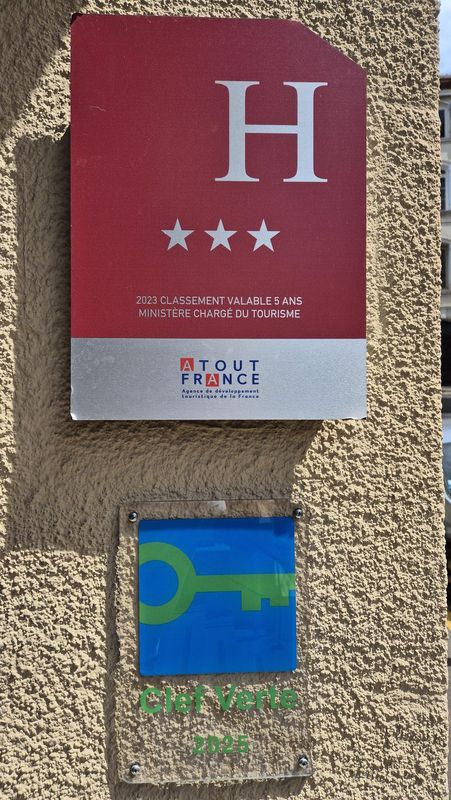 H
2023 CLASSEMENT VALABLE 5 ANS
MINISTÈRE CHARGÉ DU TOURISME
ATOUT
FRANCE
Agence de développement
touristique de la France
Clef Verte
2025